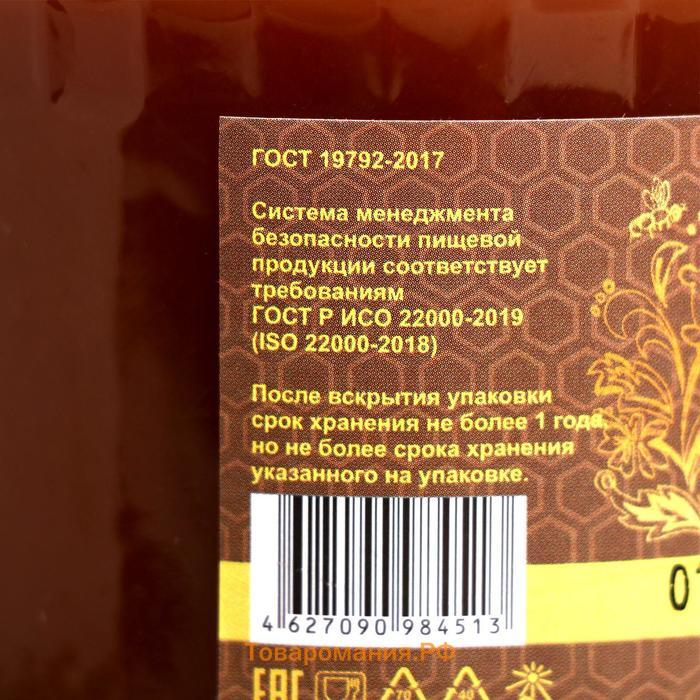 ГОСТ 19792-2017
Система менеджмента
безопасности пищевой
продукции соответствует
требованиям
ГОСТ Р ИСО 22000-2019
(ISO 22000-2018)
После вскрытия упаковки
срок хранения не более 1 года,
но не более срока хранения
указанного на упаковке.
4 627090 984513
Товаромания.РФ
EAC
70
40